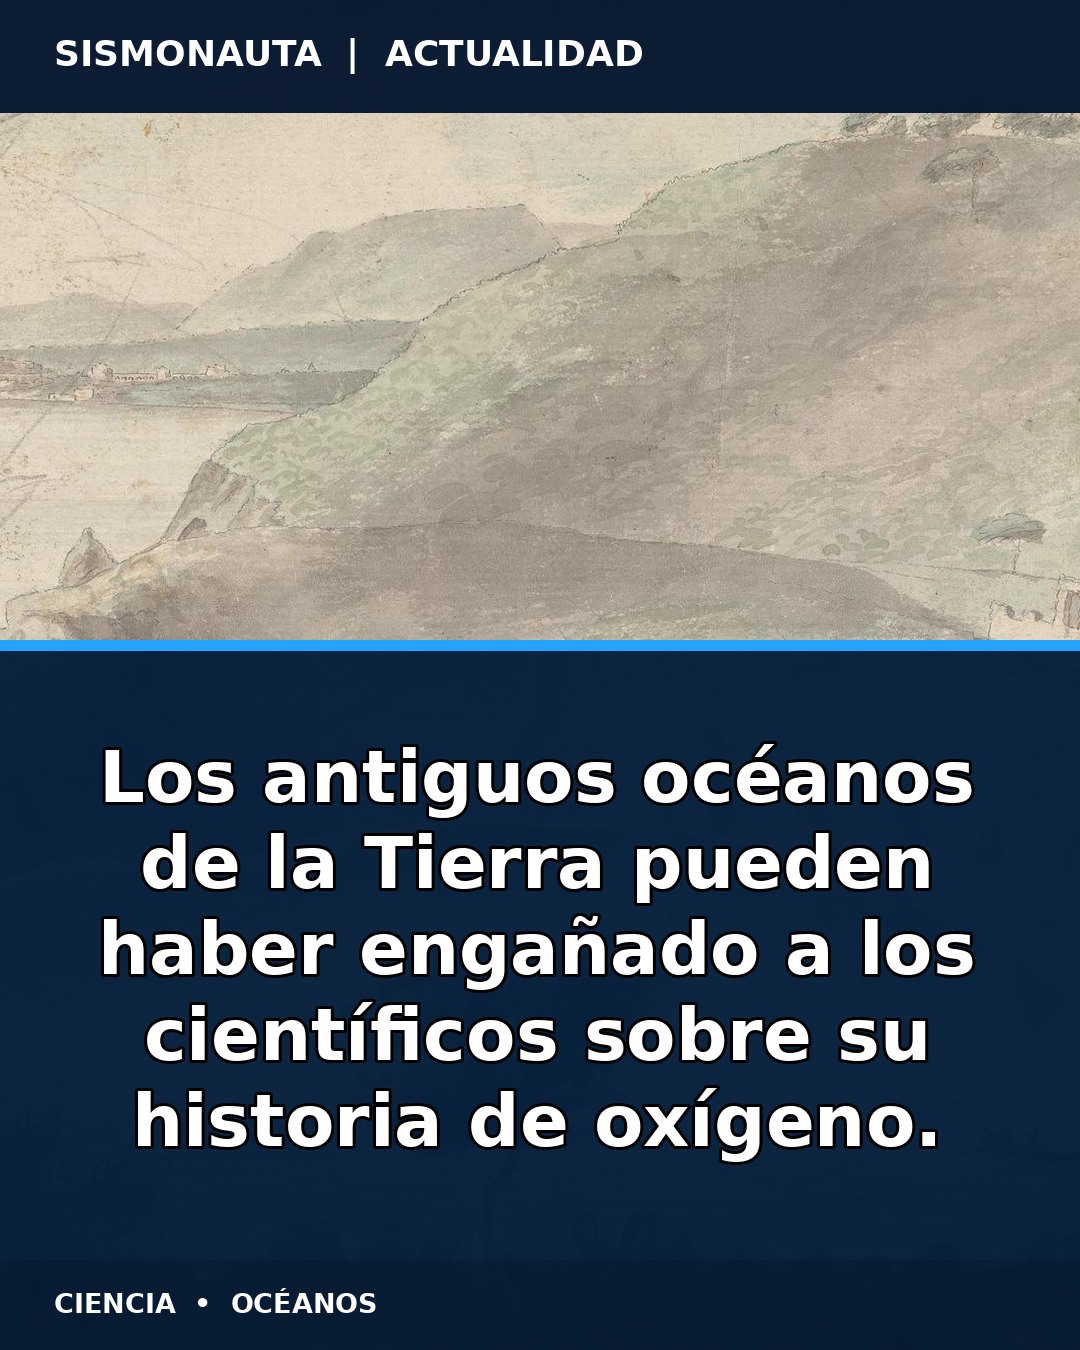 SISMONAUTA | ACTUALIDAD
Los antiguos océanos
de la Tierra pueden
haber engañado a los
científicos sobre su
historia de oxígeno.
CIENCIA • OCÉANOS